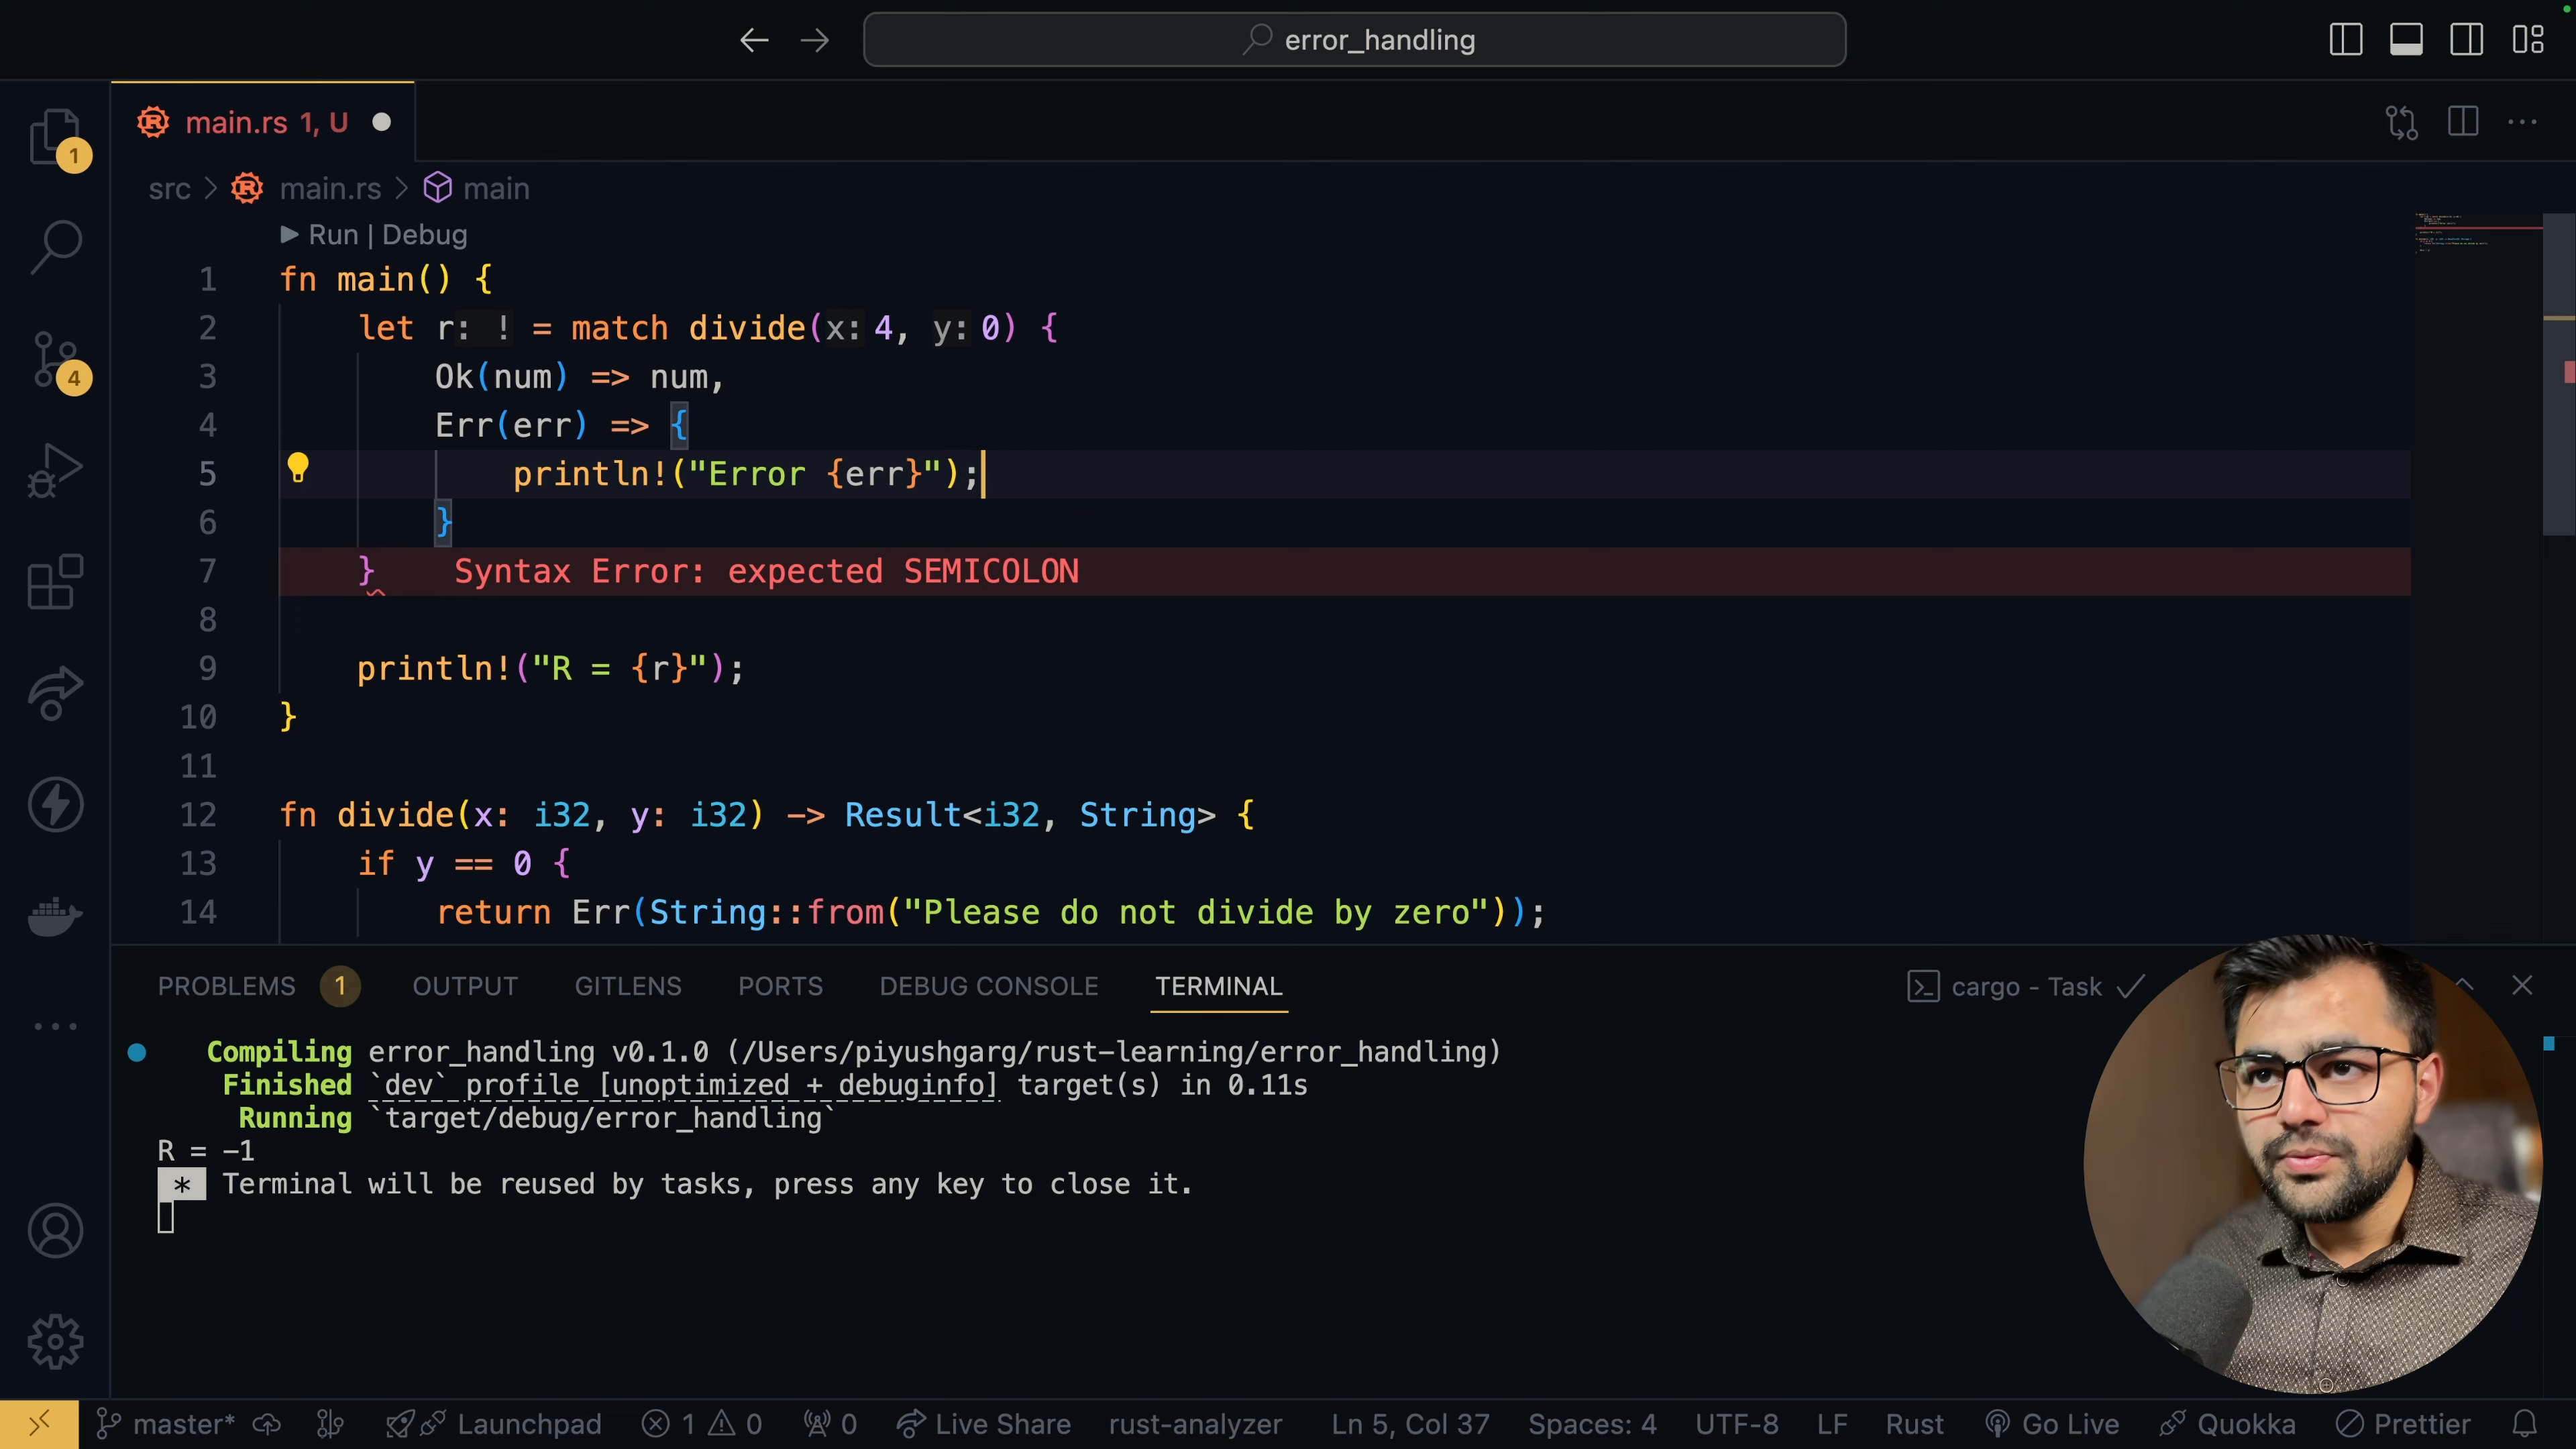 error_handling
main.rs 1, U
1
src > main.rs > main
Run | Debug
1 fn main() {
2 let r: ! = match divide(x: 4, y: 0) {
3 Ok(num) => num,
4 Err(err) => {
4
5 println!("Error {err}");
6 }
7 } Syntax Error: expected SEMICOLON
8
9 println!("R = {r}");
10 }
11
12 fn divide(x: i32, y: i32) -> Result<i32, String> {
13 if y == 0 {
14 return Err(String::from("Please do not divide by zero"));
PROBLEMS 1 OUTPUT GITLENS PORTS DEBUG CONSOLE TERMINAL cargo - Task
Compiling error_handling v0.1.0 (/Users/piyushgarg/rust-learning/error_handling)
Finished `dev` profile [unoptimized + debuginfo] target(s) in 0.11s
Running `target/debug/error_handling`
R = -1
* Terminal will be reused by tasks, press any key to close it.
master* Launchpad 1 0 0 Live Share rust-analyzer Ln 5, Col 37 Spaces: 4 UTF-8 LF Rust Go Live Quokka Prettier